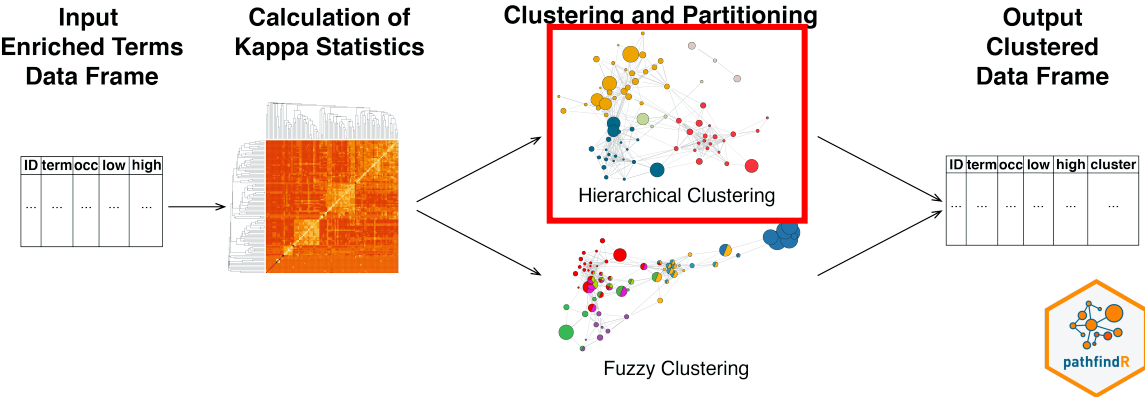 Input
Enriched Terms
Data Frame
Calculation of
Kappa Statistics
Clustering and Partitioning
Output
Clustered
Data Frame
ID term occ low high
... ... ... ... ...
Hierarchical Clustering
Fuzzy Clustering
ID term occ low high cluster
... ... ... ... ... ...
pathfindR